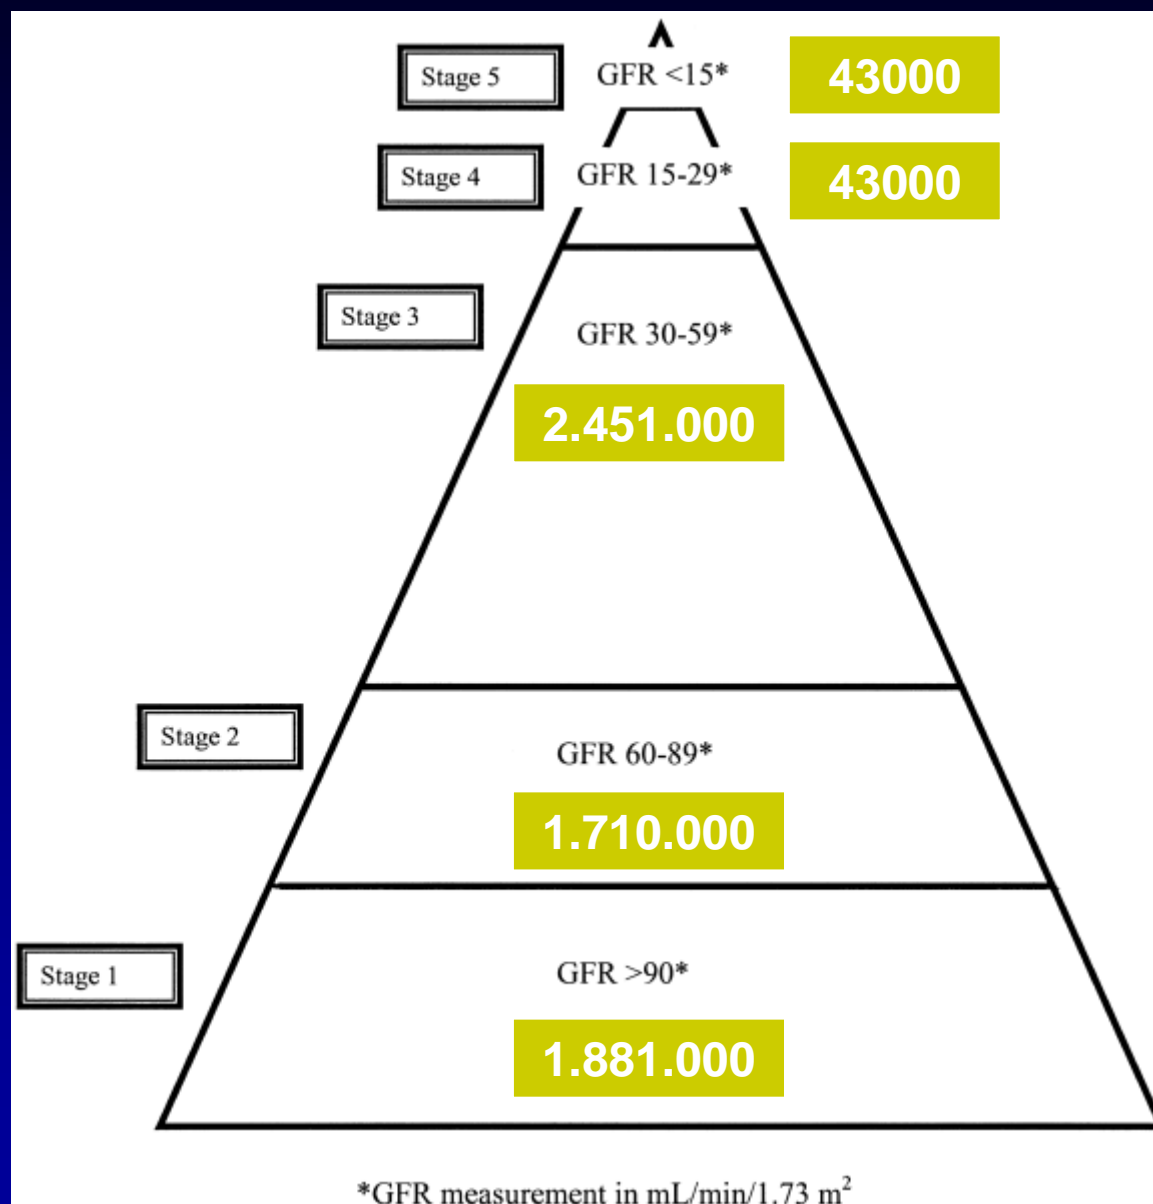 Stage 5 GFR <15* 43000
Stage 4 GFR 15-29* 43000
Stage 3
GFR 30-59*
2.451.000
Stage 2
GFR 60-89*
1.710.000
Stage 1 GFR >90*
1.881.000
*GFR measurement in mL/min/1.73 m²